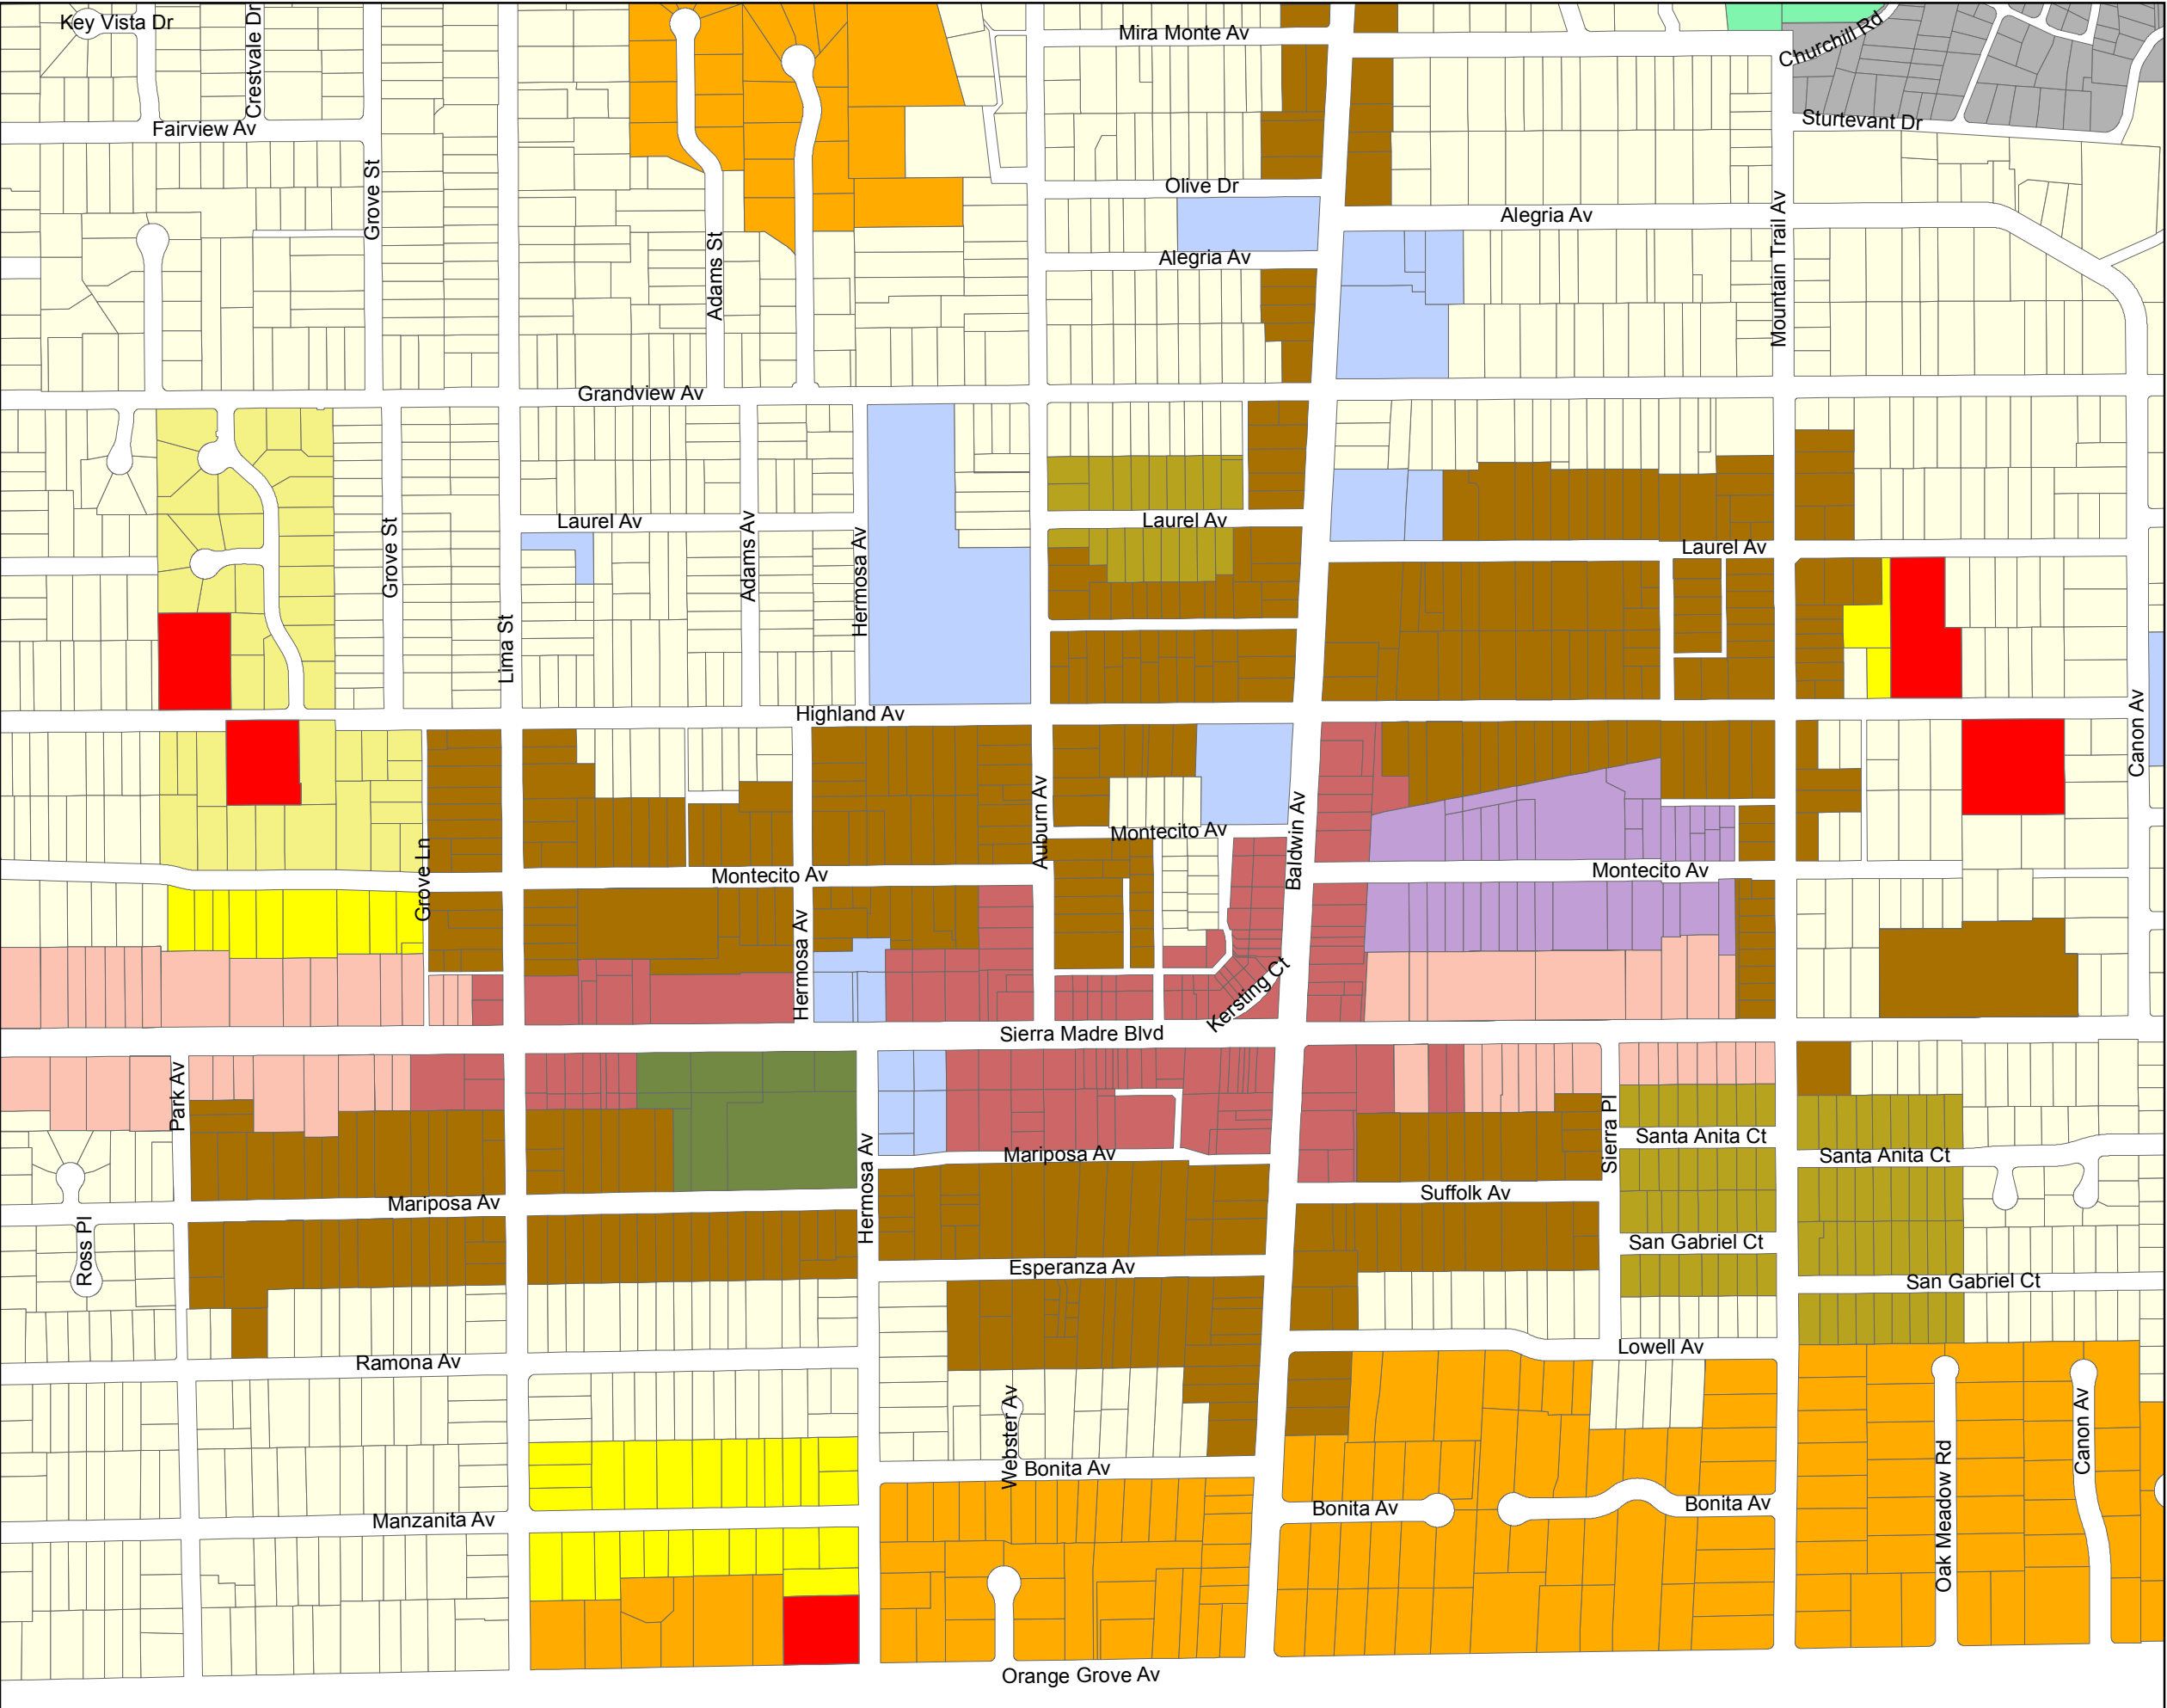 Key Vista Dr
Crestvale Dr
Mira Monte Av
Churchill Rd
Fairview Av
Sturtevant Dr
Grove St
Olive Dr
Alegria Av
Mountain Trail Av
Adams St
Alegria Av
Grandview Av
Laurel Av
Laurel Av
Laurel Av
Grove St
Adams Av
Hermosa Av
Lima St
Highland Av
Canon Av
Auburn Av
Montecito Av
Baldwin Av
Grove Ln
Montecito Av
Montecito Av
Hermosa Av
Kersting Ct
Sierra Madre Blvd
Park Av
Sierra Pl
Santa Anita Ct
Santa Anita Ct
Mariposa Av
Hermosa Av
Mariposa Av
Suffolk Av
Ross Pl
San Gabriel Ct
Esperanza Av
San Gabriel Ct
Lowell Av
Ramona Av
Webster Av
Canon Av
Bonita Av
Bonita Av
Bonita Av
Oak Meadow Rd
Manzanita Av
Orange Grove Av